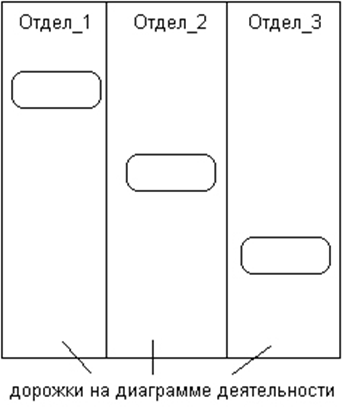 Отдел_1 Отдел_2 Отдел_3
дорожки на диаграмме деятельности